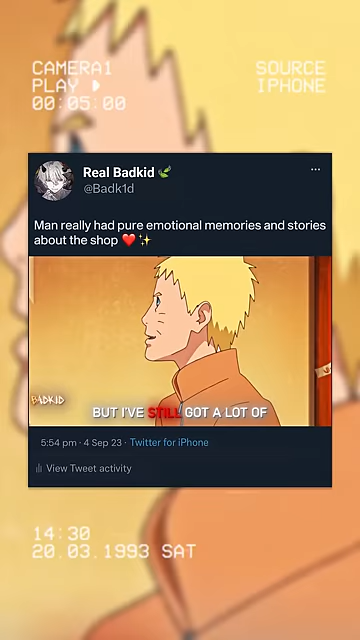 CAMERA1
PLAY
00:05:00
SOURCE
IPHONE
Real Badkid
@Badk1d
Man really had pure emotional memories and stories
about the shop ❤️✨
BADKID
BUT I'VE STILL GOT A LOT OF
5:54 pm · 4 Sep 23 · Twitter for iPhone
View Tweet activity
14:30
20.03.1993 SAT